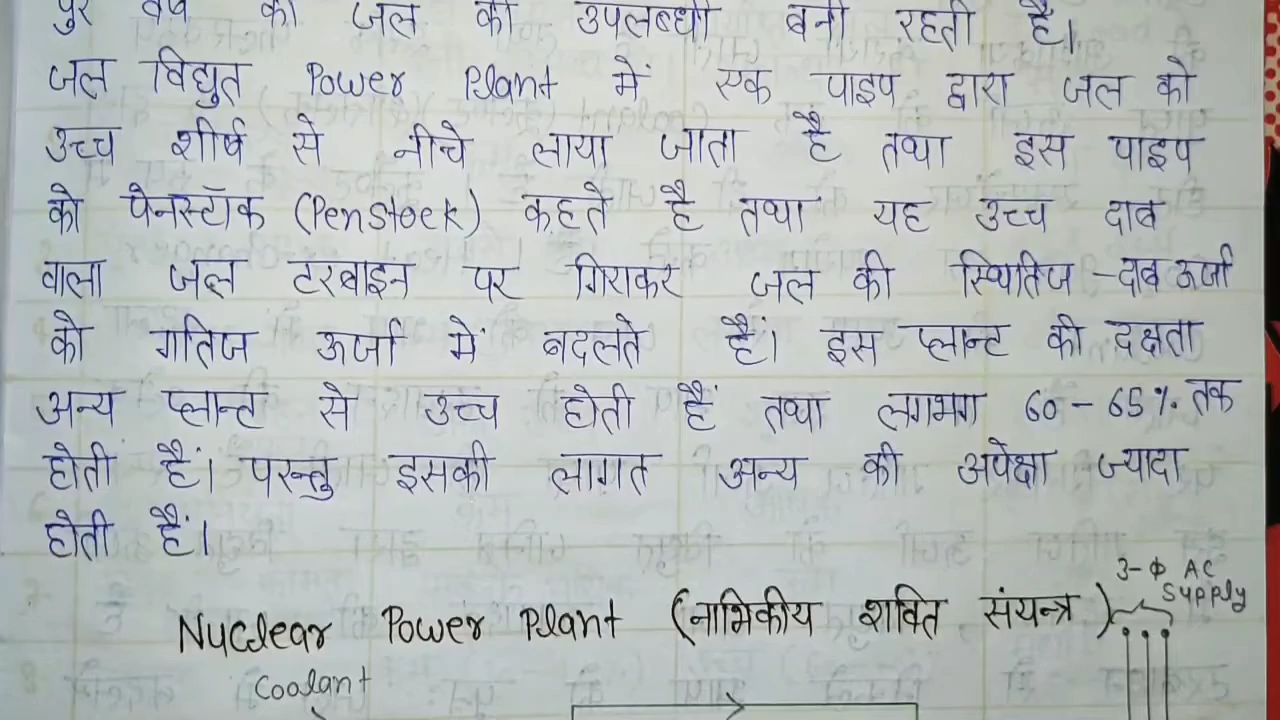 पुरे वर्ष की जल की उपलब्धी बनी रहती है।
जल विद्युत Power Plant में एक पाइप द्वारा जल को
उच्च शीर्ष से नीचे लाया जाता है तथा इस पाइप
को पेनस्टॉक (Penstock) कहते है तथा यह उच्च दाब
वाला जल टरबाइन पर गिराकर जल की स्थितिज - दाब ऊर्जा
को गतिज ऊर्जा में बदलते हैं। इस प्लान्ट की दक्षता
अन्य प्लान्ट से उच्च होती हैं तथा लगभग 60 - 65% तक
होती हैं। परन्तु इसकी लागत अन्य की अपेक्षा ज्यादा
होती हैं।
3-Φ AC
Supply
Nuclear Power Plant (नाभिकीय शक्ति संयन्त्र)
Coolant